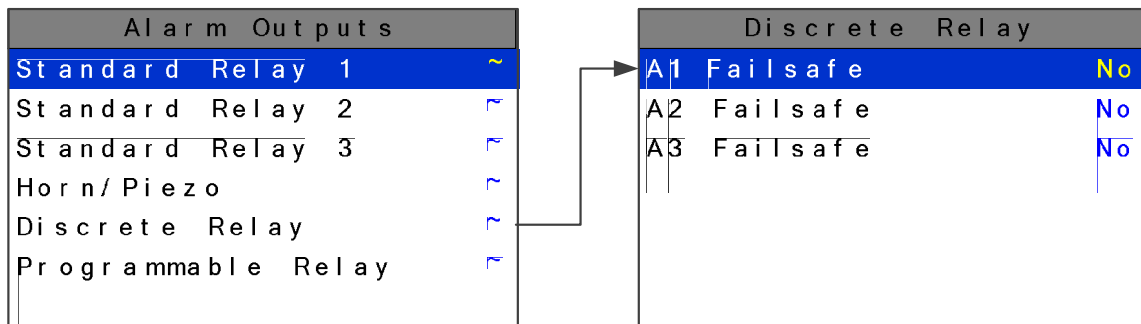 Alarm Outputs
Standard Relay 1 ~
Standard Relay 2 ~
Standard Relay 3 ~
Horn/Piezo ~
Discrete Relay ~
Programmable Relay ~
Discrete Relay
A1 Failsafe No
A2 Failsafe No
A3 Failsafe No